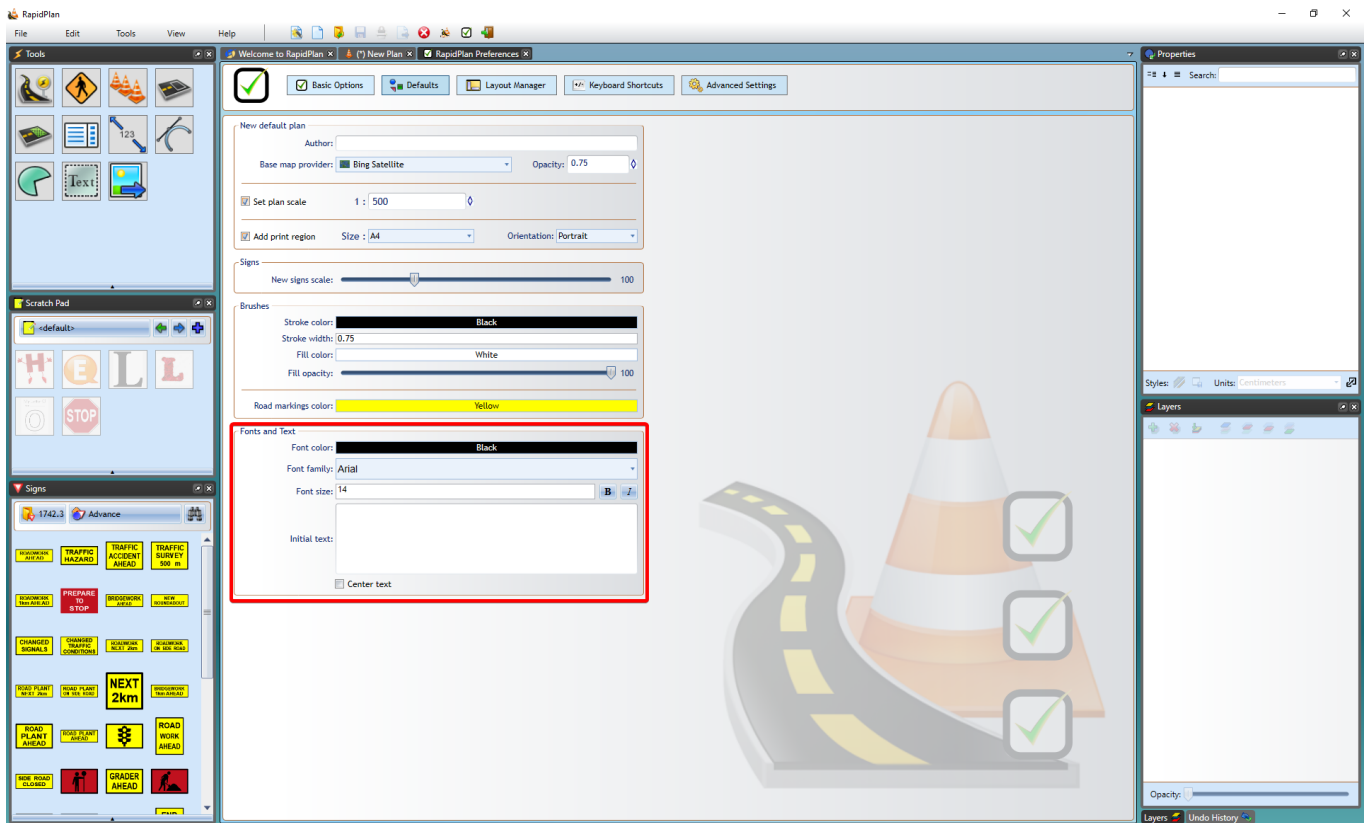 RapidPlan
File Edit Tools View Help
Tools
Welcome to RapidPlan
(*) New Plan
RapidPlan Preferences
Properties
Basic Options
Defaults
Layout Manager
Keyboard Shortcuts
Advanced Settings
Search:
123
Text
New default plan
Author:
Base map provider: Bing Satellite Opacity: 0.75
Set plan scale 1 : 500
Add print region Size : A4 Orientation: Portrait
Signs
New signs scale: 100
Brushes
Stroke color: Black
Stroke width: 0.75
Fill color: White
Fill opacity: 100
Road markings color: Yellow
Fonts and Text
Font color: Black
Font family: Arial
Font size: 14 B I
Initial text:
Center text
Scratch Pad
<default>
H E L L
O STOP
Signs
1742.3 Advance
ROADWORK AHEAD
TRAFFIC HAZARD
TRAFFIC ACCIDENT AHEAD
TRAFFIC SURVEY 500 m
ROADWORK 1km AHEAD
PREPARE TO STOP
BRIDGEWORK AHEAD
NEW ROUNDABOUT
CHANGED SIGNALS
CHANGED TRAFFIC CONDITIONS
ROADWORK NEXT 2km
ROADWORK ON SIDE ROAD
ROAD PLANT NEXT 2km
ROAD PLANT ON SIDE ROAD
NEXT 2km
BRIDGEWORK 1km AHEAD
ROAD PLANT AHEAD
ROAD PLANT AHEAD
ROAD WORK AHEAD
SIDE ROAD CLOSED
GRADER AHEAD
END
Styles: Units: Centimeters
Layers
Opacity:
Layers Undo History